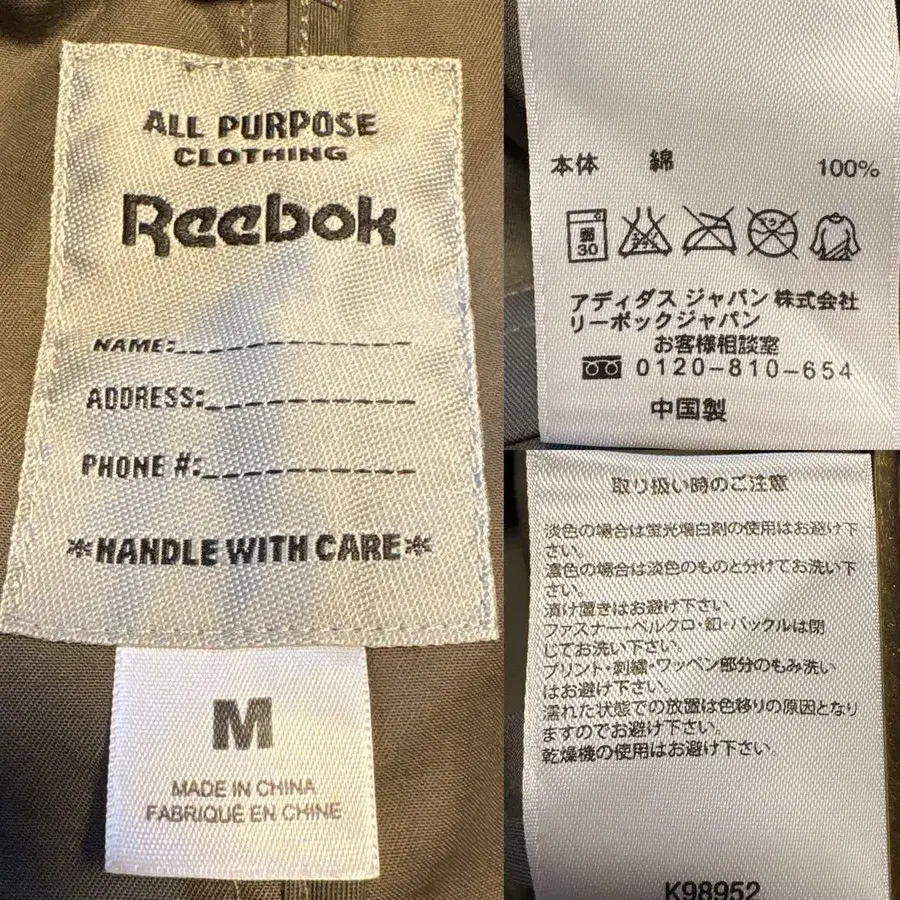 ALL PURPOSE
CLOTHING
Reebok
NAME:_____________
ADDRESS:_____________
PHONE #:_____________
*HANDLE WITH CARE*
M
MADE IN CHINA
FABRIQUÉ EN CHINE
本体 綿 100%
弱
30
アディダス ジャパン 株式会社
リーボックジャパン
お客様相談室
0120-810-654
中国製
取り扱い時のご注意
淡色の場合は蛍光増白剤の使用はお避け下
さい。
濃色の場合は淡色のものと分けてお洗い下
さい。
漬け置きはお避け下さい。
ファスナー・ベルクロ・釦・バックルは閉
じてお洗い下さい。
プリント・刺繍・ワッペン部分のもみ洗い
はお避け下さい。
濡れた状態での放置は色移りの原因となり
ますのでお避け下さい。
乾燥機の使用はお避け下さい。
K98952